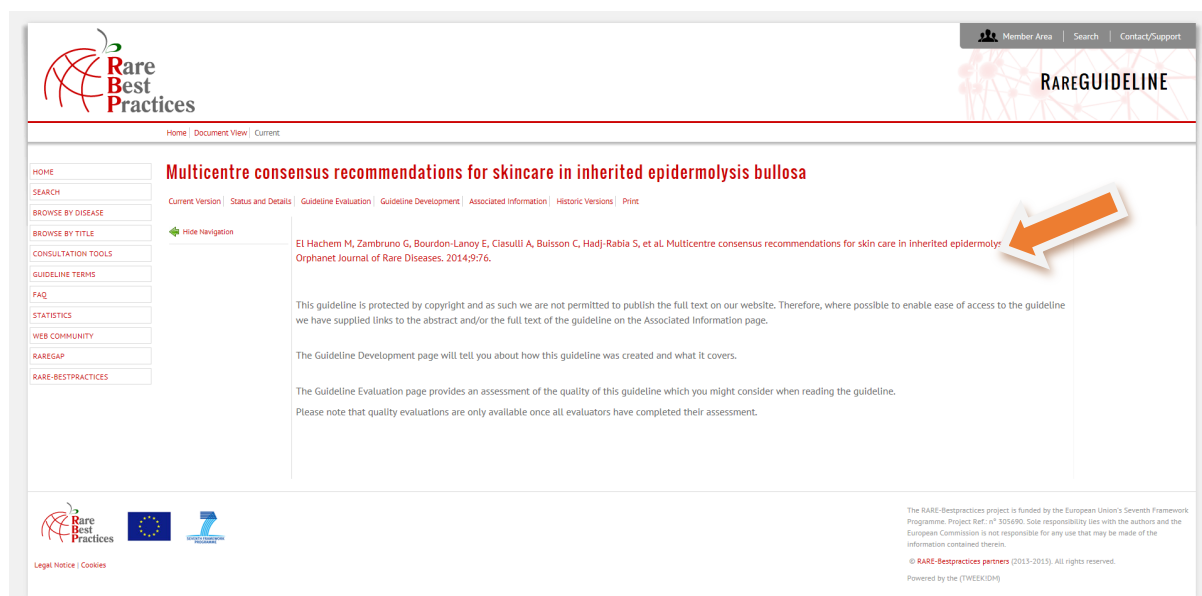 Member Area | Search | Contact/Support
Rare
Best
Practices
RAREGUIDELINE
Home | Document View | Current
HOME
SEARCH
BROWSE BY DISEASE
BROWSE BY TITLE
CONSULTATION TOOLS
GUIDELINE TERMS
FAQ
STATISTICS
WEB COMMUNITY
RAREGAP
RARE-BESTPRACTICES
Multicentre consensus recommendations for skincare in inherited epidermolysis bullosa
Current Version | Status and Details | Guideline Evaluation | Guideline Development | Associated Information | Historic Versions | Print
Hide Navigation
El Hachem M, Zambruno G, Bourdon-Lanoy E, Ciasulli A, Buisson C, Hadj-Rabia S, et al. Multicentre consensus recommendations for skin care in inherited
Orphanet Journal of Rare Diseases. 2014;9:76.
This guideline is protected by copyright and as such we are not permitted to publish the full text on our website. Therefore, where possible to enable ease of access to the guideline
we have supplied links to the abstract and/or the full text of the guideline on the Associated Information page.
The Guideline Development page will tell you about how this guideline was created and what it covers.
The Guideline Evaluation page provides an assessment of the quality of this guideline which you might consider when reading the guideline.
Please note that quality evaluations are only available once all evaluators have completed their assessment.
Rare
Best
Practices
SEVENTH FRAMEWORK
PROGRAMME
Legal Notice | Cookies
The RARE-Bestpractices project is funded by the European Union's Seventh Framework
Programme. Project Ref.: n° 305690. Sole responsibility lies with the authors and the
European Commission is not responsible for any use that may be made of the
information contained therein.
© RARE-Bestpractices partners (2013-2015). All rights reserved.
Powered by the (TWEEK!DM)